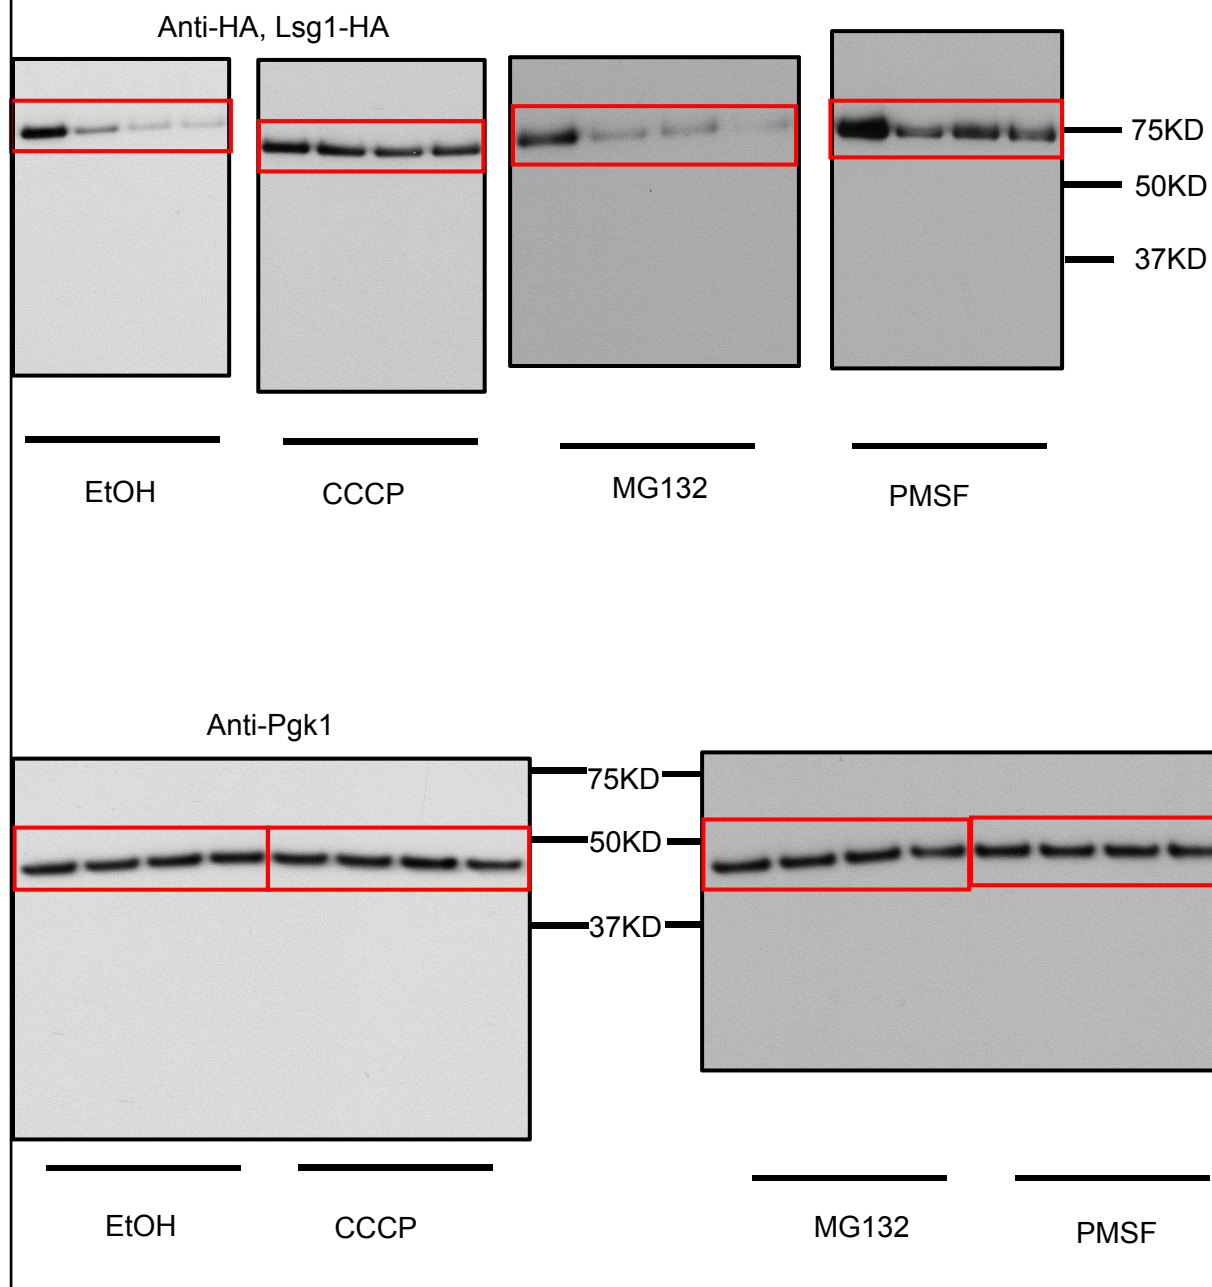 Anti-HA, Lsg1-HA
75KD
50KD
37KD
EtOH
CCCP
MG132
PMSF
Anti-Pgk1
75KD
50KD
37KD
EtOH
CCCP
MG132
PMSF